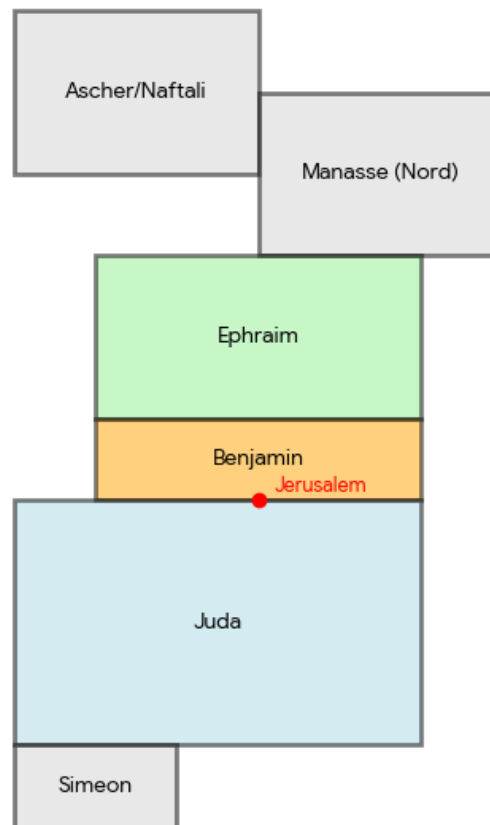 Ascher/Naftali
Manasse (Nord)
Ephraim
Benjamin
Jerusalem
Juda
Simeon